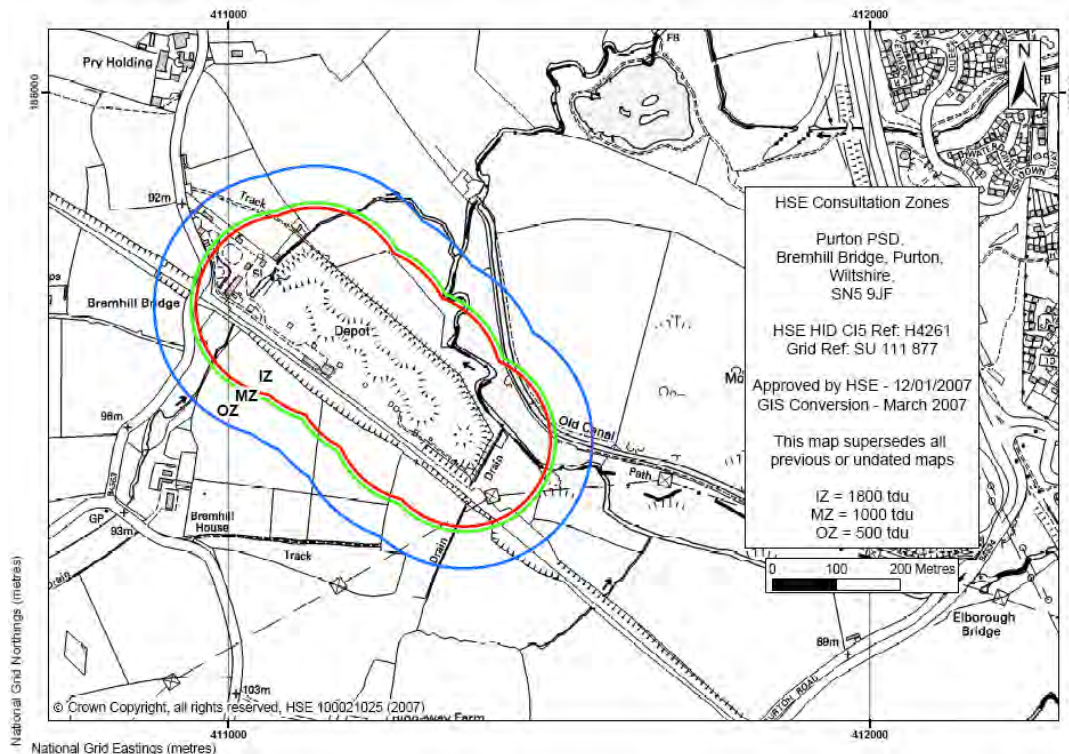 411000
412000
188000
Pry Holding
FB
N
92m
Track
HSE Consultation Zones
Purton PSD,
Bremhill Bridge, Purton,
Wiltshire,
SN5 9JF
HSE HID CI5 Ref: H4261
Grid Ref: SU 111 877
Approved by HSE - 12/01/2007
GIS Conversion - March 2007
This map supersedes all
previous or undated maps
IZ = 1800 tdu
MZ = 1000 tdu
OZ = 500 tdu
Bremhill Bridge
Depot
IZ
MZ
OZ
Old Canal
Path
Drain
Drain
GP
93m
Bremhill
House
Track
0 100 200 Metres
Elborough
Bridge
89m
103m
© Crown Copyright, all rights reserved, HSE 100021025 (2007)
411000
412000
National Grid Northings (metres)
National Grid Eastings (metres)